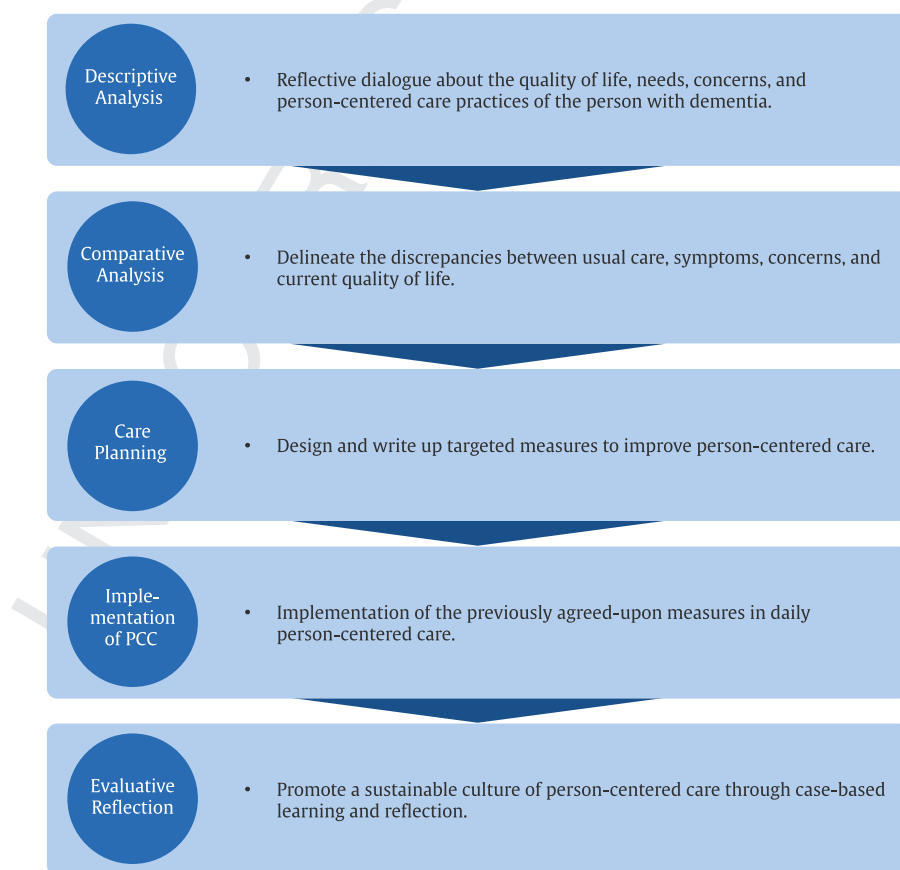 Descriptive
Analysis
• Reflective dialogue about the quality of life, needs, concerns, and
person-centered care practices of the person with dementia.
Comparative
Analysis
• Delineate the discrepancies between usual care, symptoms, concerns, and
current quality of life.
Care
Planning
• Design and write up targeted measures to improve person-centered care.
Imple-
mentation
of PCC
• Implementation of the previously agreed-upon measures in daily
person-centered care.
Evaluative
Reflection
• Promote a sustainable culture of person-centered care through case-based
learning and reflection.